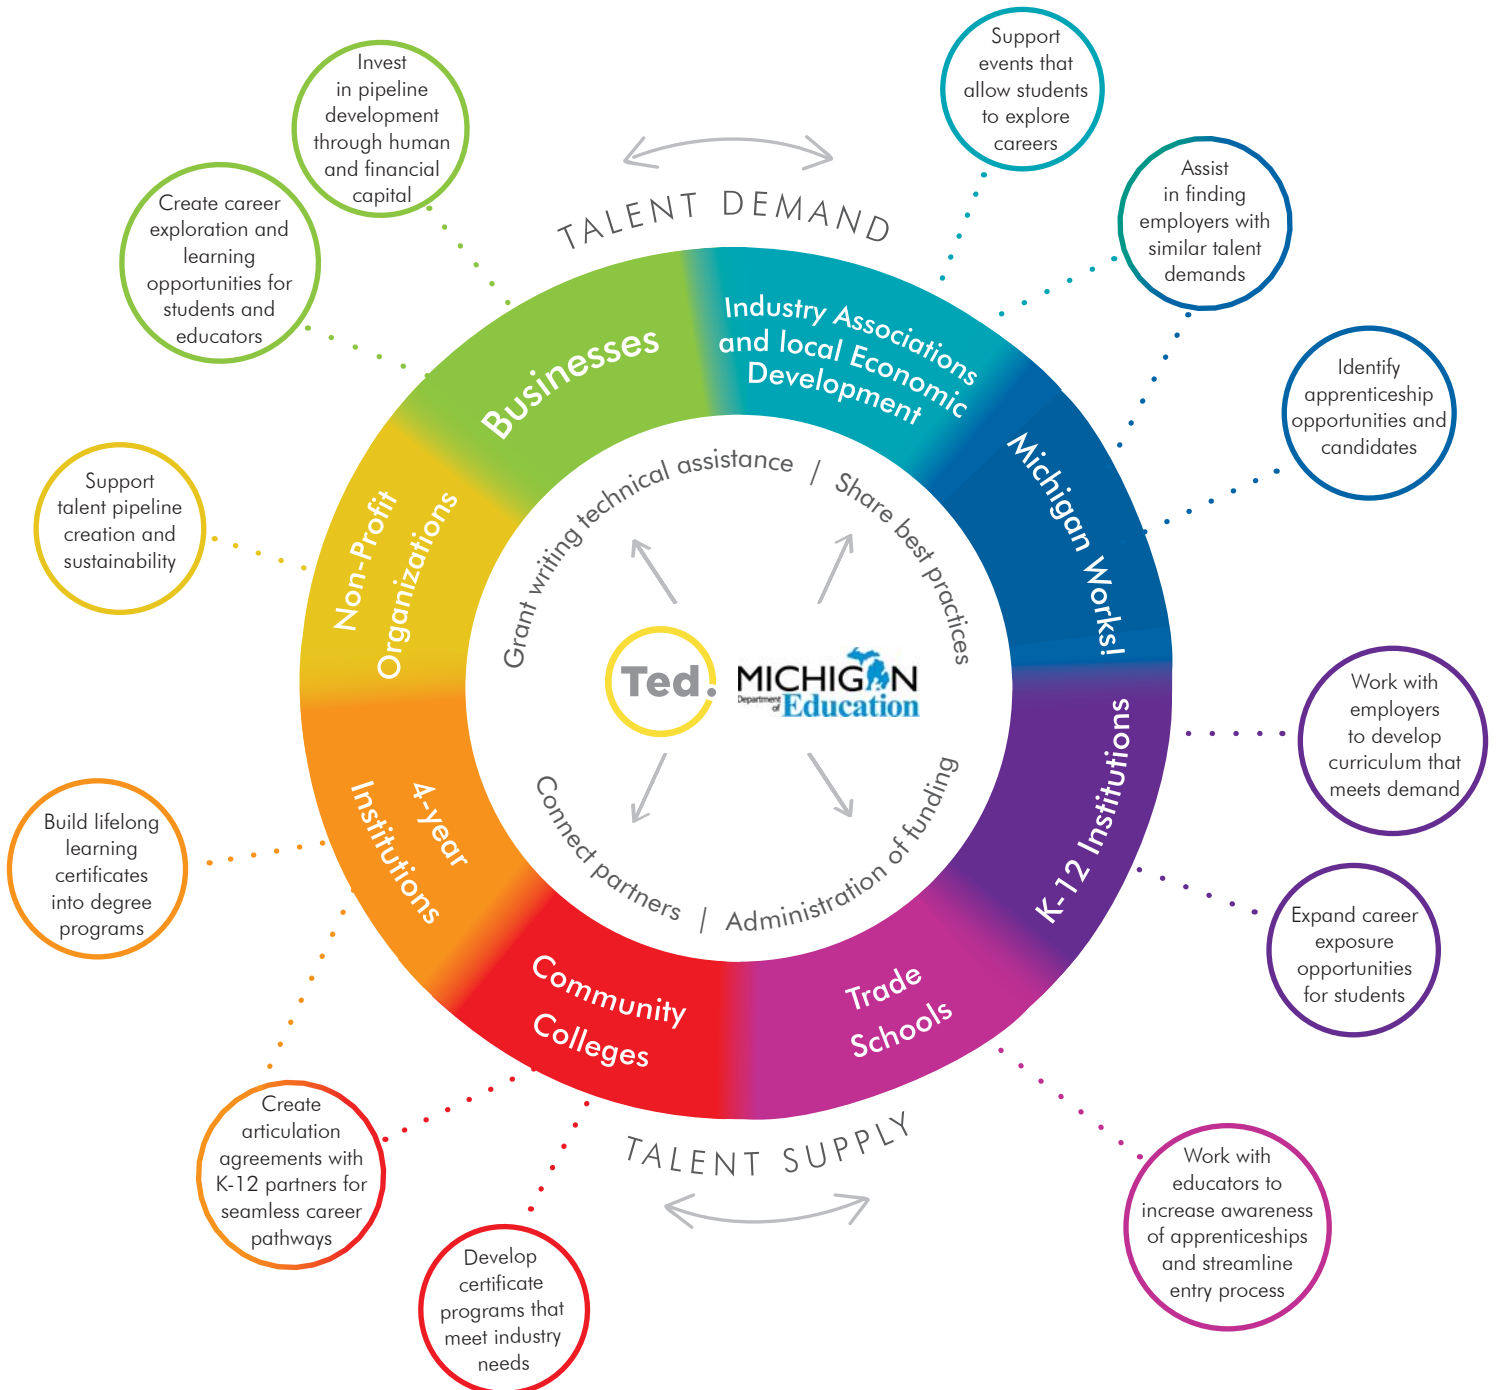 TALENT DEMAND
Invest
in pipeline
development
through human
and financial
capital
Create career
exploration and
learning
opportunities for
students and
educators
Support
talent pipeline
creation and
sustainability
Build lifelong
learning
certificates
into degree
programs
Create
articulation
agreements with
K-12 partners for
seamless career
pathways
Develop
certificate
programs that
meet industry
needs
Support
events that
allow students
to explore
careers
Assist
in finding
employers with
similar talent
demands
Identify
apprenticeship
opportunities and
candidates
Work with
employers
to develop
curriculum that
meets demand
Expand career
exposure
opportunities
for students
Work with
educators to
increase awareness
of apprenticeships
and streamline
entry process
Businesses
Industry Associations
and local Economic
Development
Michigan Works!
K-12 Institutions
Trade
Schools
Community
Colleges
4-year
Institutions
Non-Profit
Organizations
Grant writing technical assistance | Share best practices
Ted.
MICHIGAN
Department
of
Education
Connect partners | Administration of funding
TALENT SUPPLY